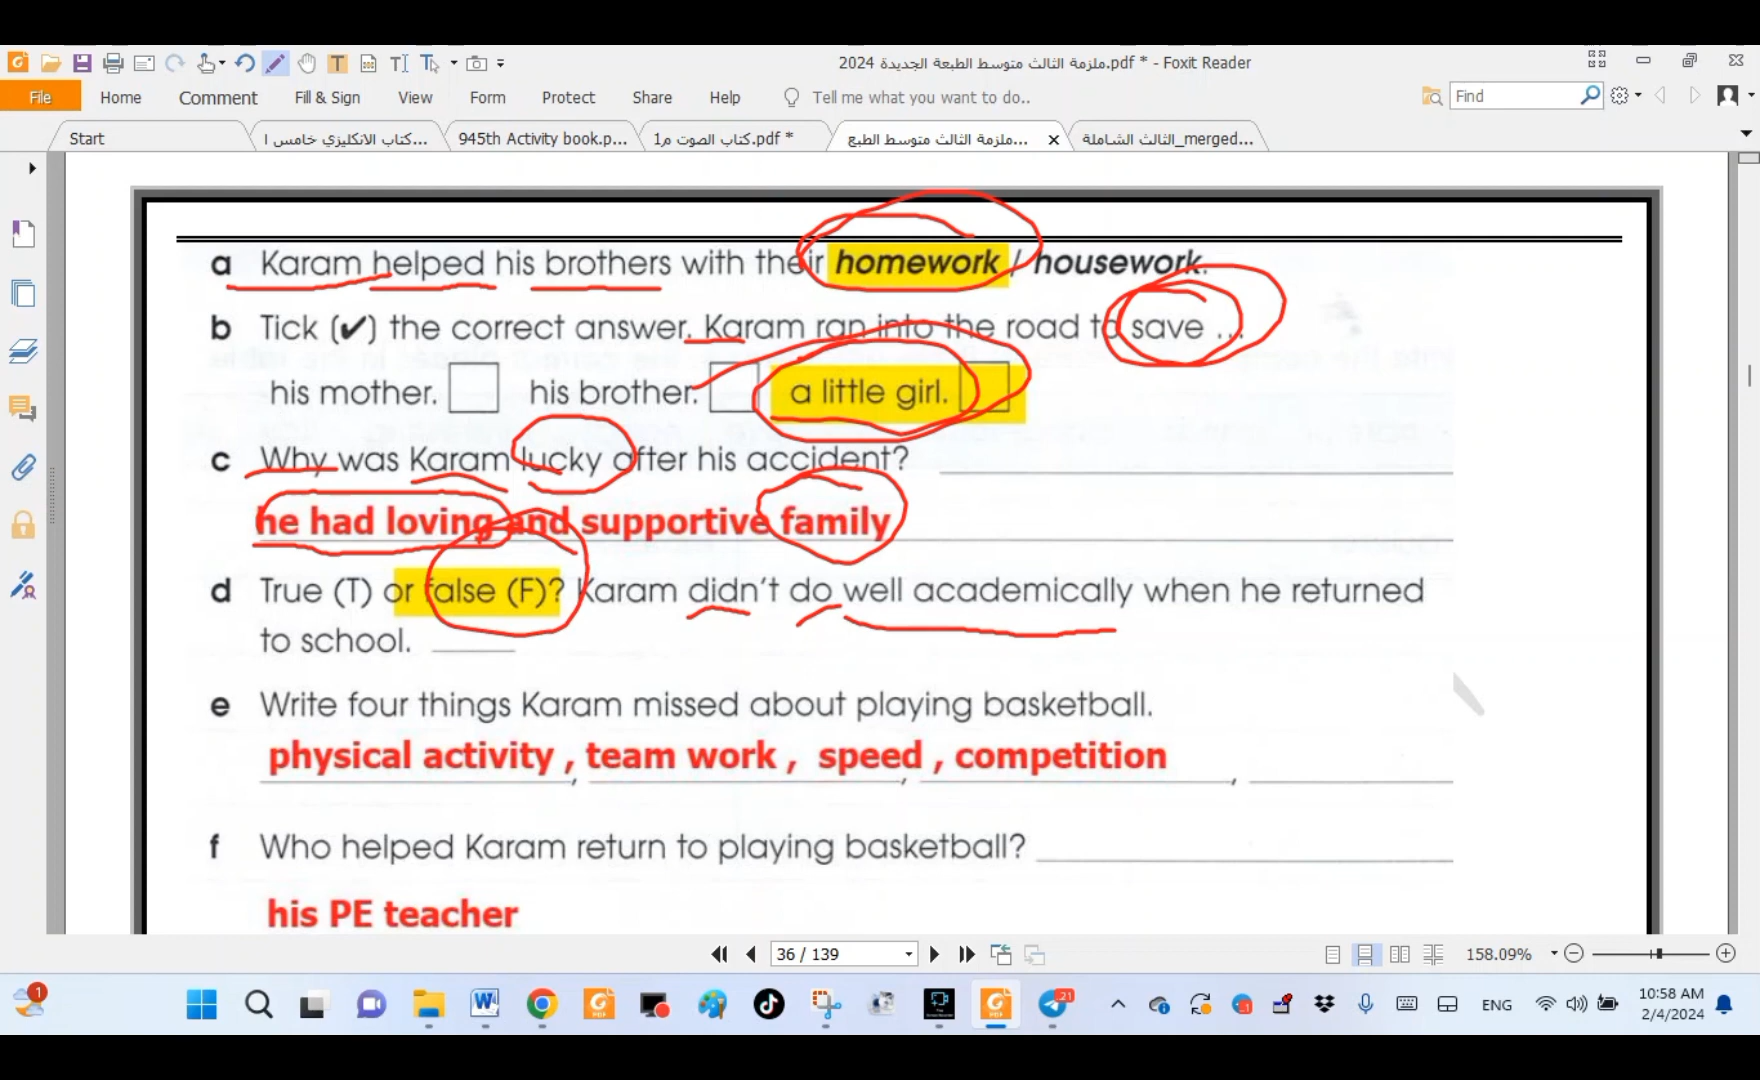 ملزمة الثالث متوسط الطبعة الجديدة 2024.pdf * - Foxit Reader
File Home Comment Fill & Sign View Form Protect Share Help Tell me what you want to do.. Find
Start كتاب الانكليزي خامس ا... 945th Activity book.p... كتاب الصوت م1.pdf * ملزمة الثالث متوسط الطبع... الثالث الشاملة_merged...
a Karam helped his brothers with their homework / housework.
b Tick (✔) the correct answer. Karam ran into the road to save ...
his mother. his brother. a little girl.
c Why was Karam lucky after his accident?
he had loving and supportive family
d True (T) or false (F)? Karam didn't do well academically when he returned
to school.
e Write four things Karam missed about playing basketball.
physical activity , team work , speed , competition
f Who helped Karam return to playing basketball?
his PE teacher
36 / 139 158.09%
1 21 ENG 10:58 AM
2/4/2024